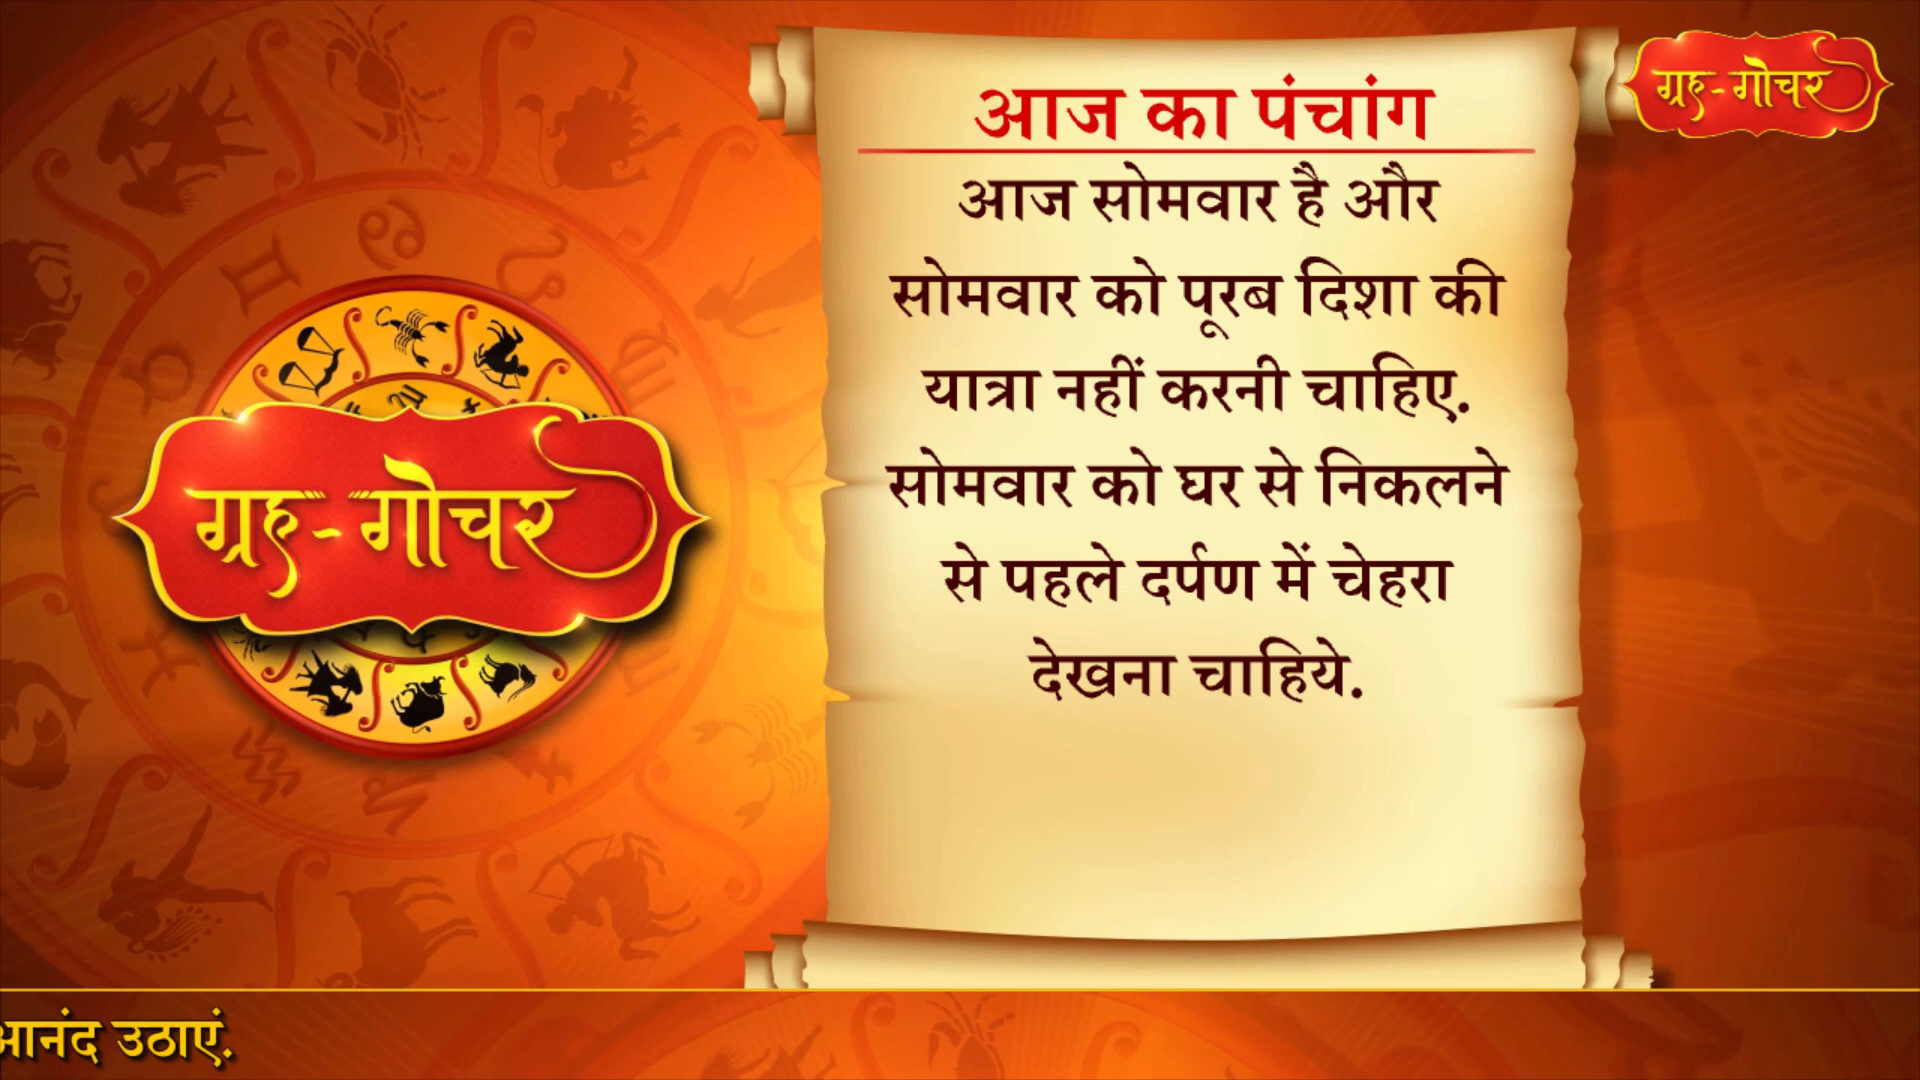 आज का पंचांग
ग्रह-गोचर
आज सोमवार है और
सोमवार को पूरब दिशा की
यात्रा नहीं करनी चाहिए.
सोमवार को घर से निकलने
से पहले दर्पण में चेहरा
देखना चाहिये.
ग्रह-गोचर
आनंद उठाएं.